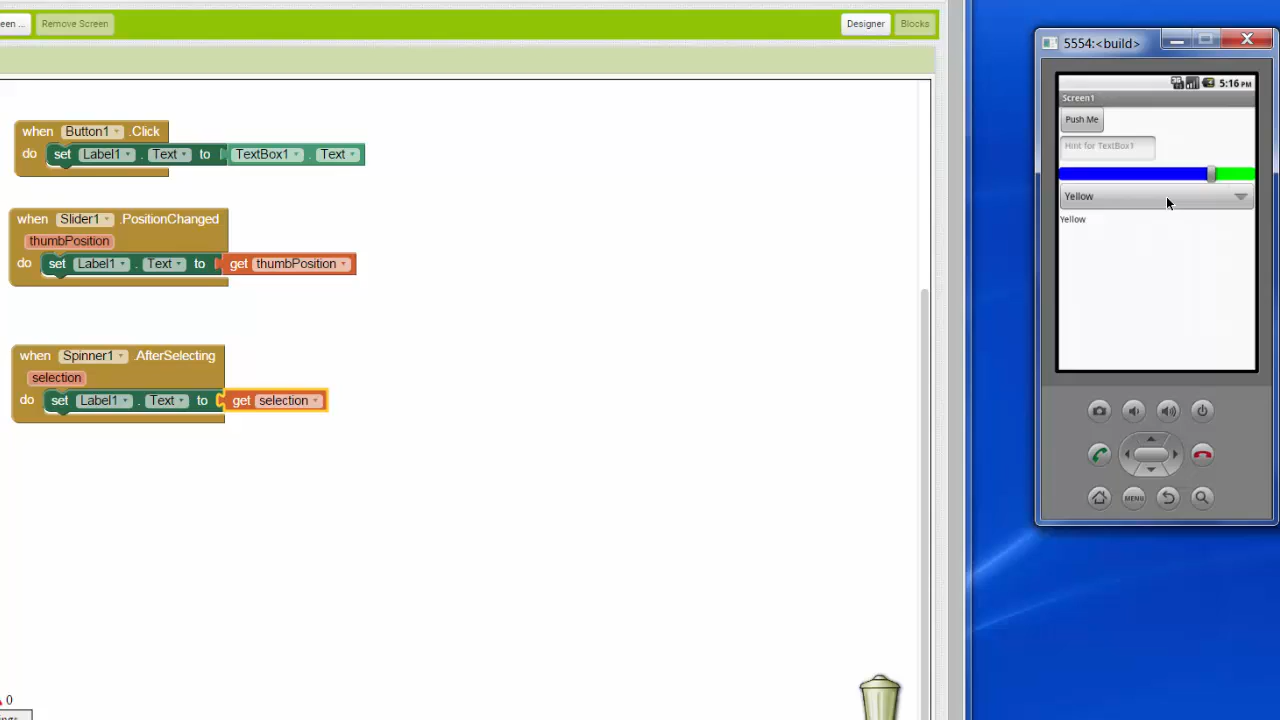 een ...
Remove Screen
Designer
Blocks
when Button1 .Click
do set Label1 . Text to TextBox1 . Text
when Slider1 .PositionChanged
thumbPosition
do set Label1 . Text to get thumbPosition
when Spinner1 .AfterSelecting
selection
do set Label1 . Text to get selection
0
5554:<build>
5:16 PM
Screen1
Push Me
Hint for TextBox1
Yellow
Yellow
MENU